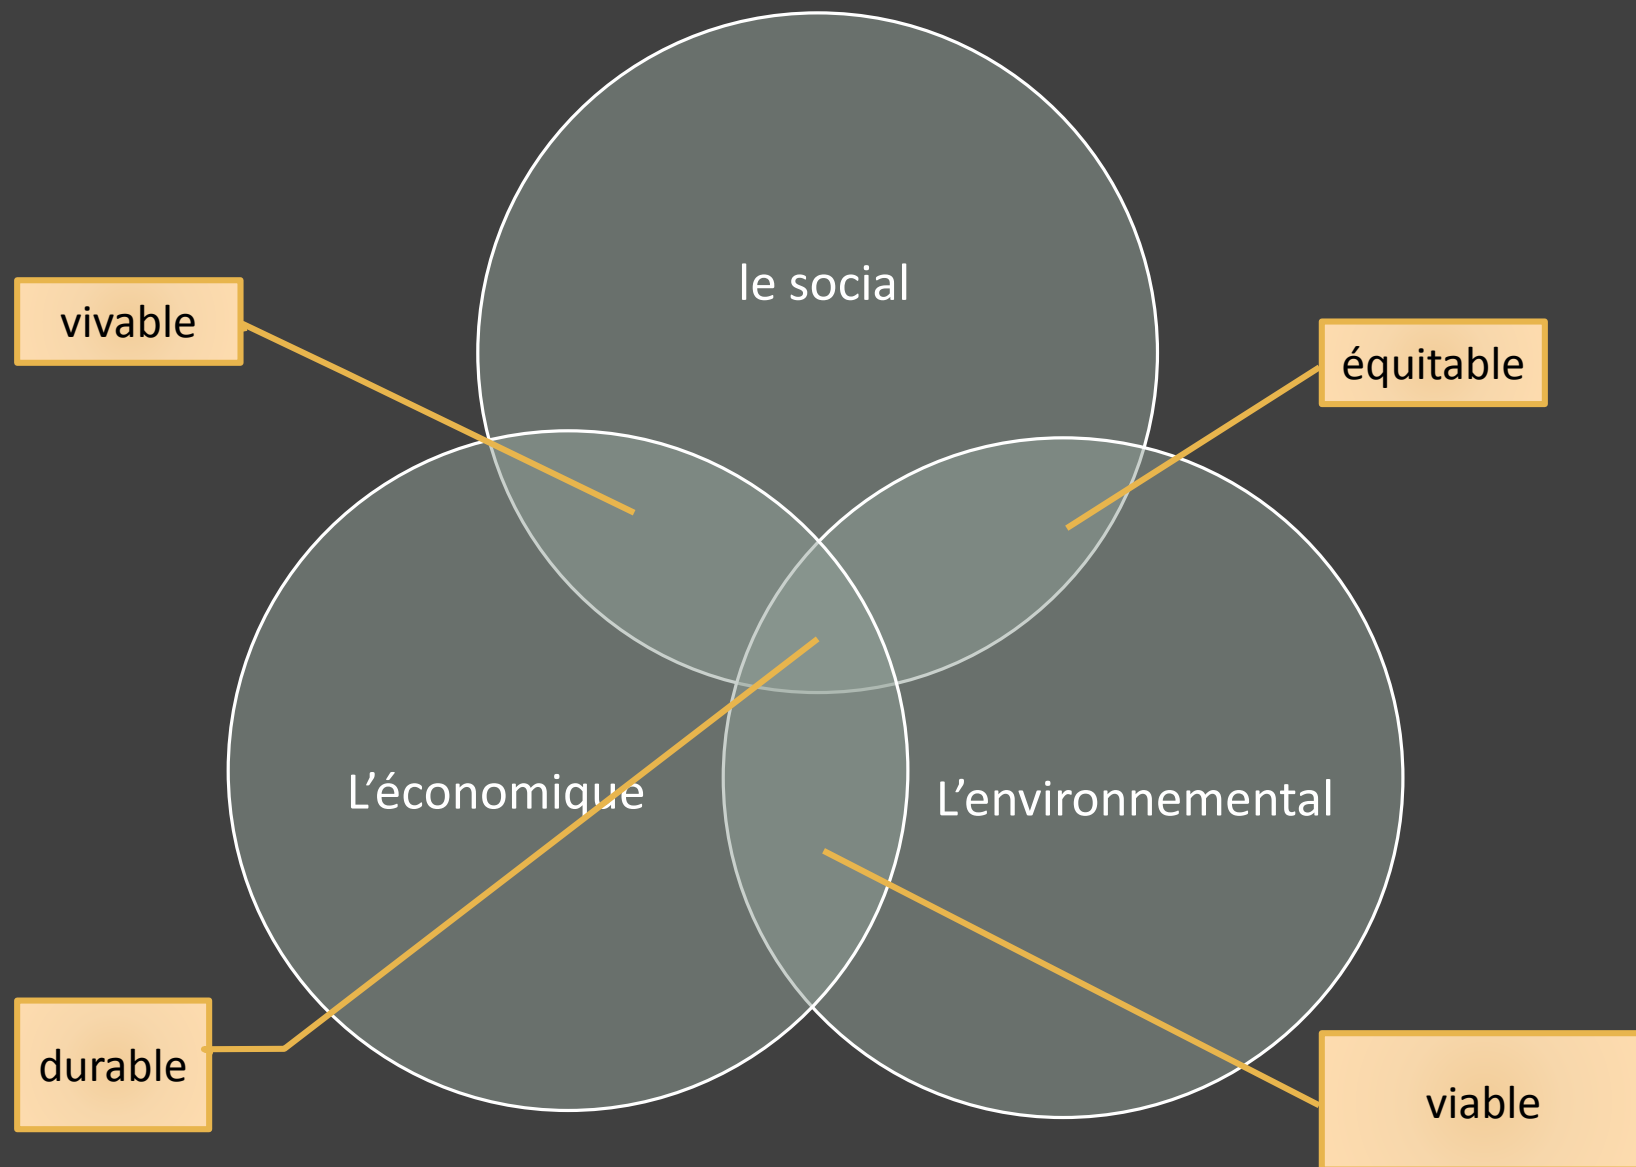 le social
vivable
équitable
L’économique
L’environnemental
durable
viable